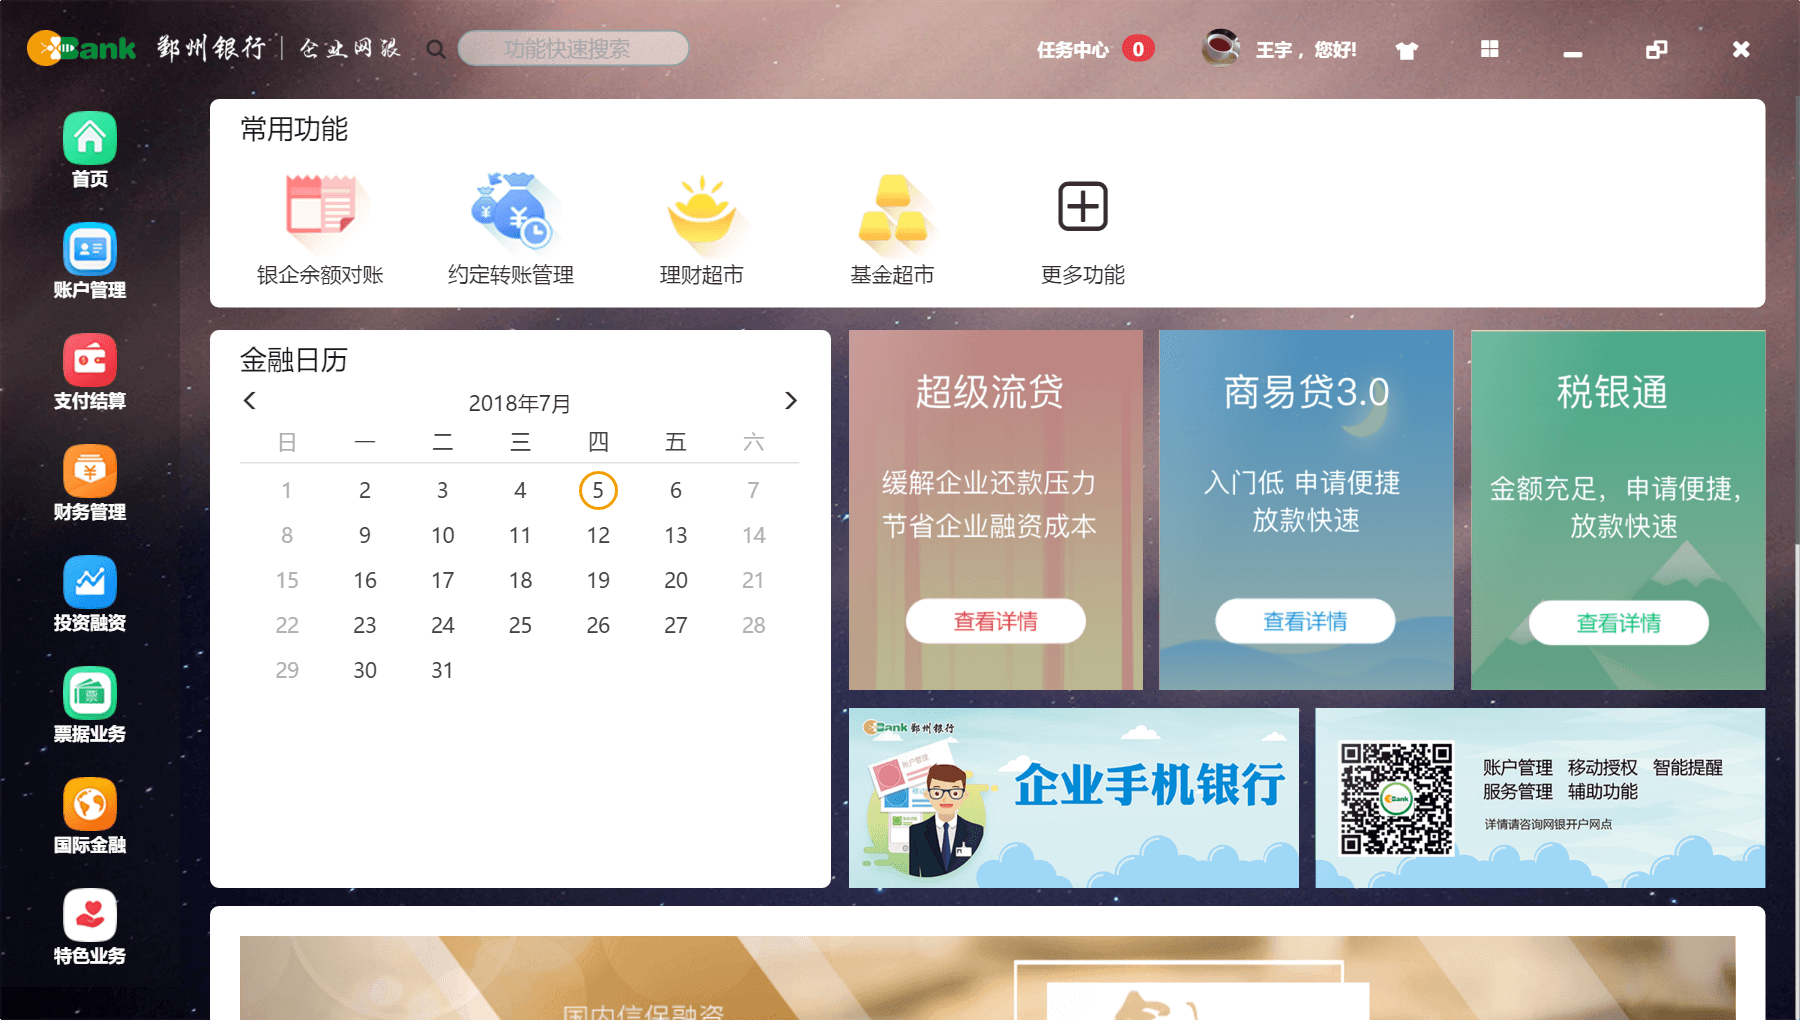 Bank 鄞州银行 | 企业网银
功能快速搜索
任务中心 0
王宇，您好!
首页
账户管理
支付结算
财务管理
投资融资
票据业务
国际金融
特色业务
常用功能
银企余额对账 约定转账管理 理财超市 基金超市 更多功能
金融日历
2018年7月
日 一 二 三 四 五 六
1 2 3 4 5 6 7
8 9 10 11 12 13 14
15 16 17 18 19 20 21
22 23 24 25 26 27 28
29 30 31
超级流贷
缓解企业还款压力
节省企业融资成本
查看详情
商易贷3.0
入门低 申请便捷
放款快速
查看详情
税银通
金额充足，申请便捷，
放款快速
查看详情
Bank 鄞州银行
账户管理
企业手机银行
Bank
账户管理 移动授权 智能提醒
服务管理 辅助功能
详情请咨询网银开户网点
国内信保融资